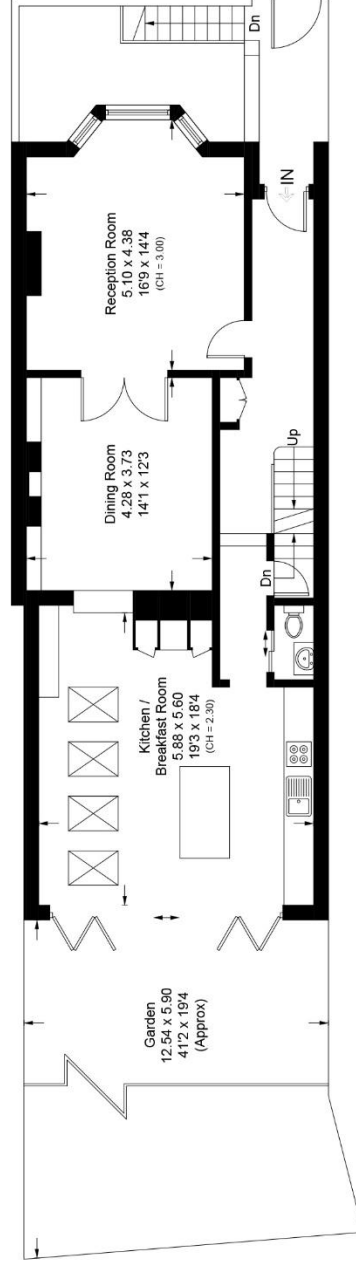 Dn
IN
Reception Room
5.10 x 4.38
16'9 x 14'4
(CH = 3.00)
Dining Room
4.28 x 3.73
14'1 x 12'3
Up
Dn
Kitchen /
Breakfast Room
5.88 x 5.60
19'3 x 18'4
(CH = 2.30)
Garden
12.54 x 5.90
41'2 x 19'4
(Approx)